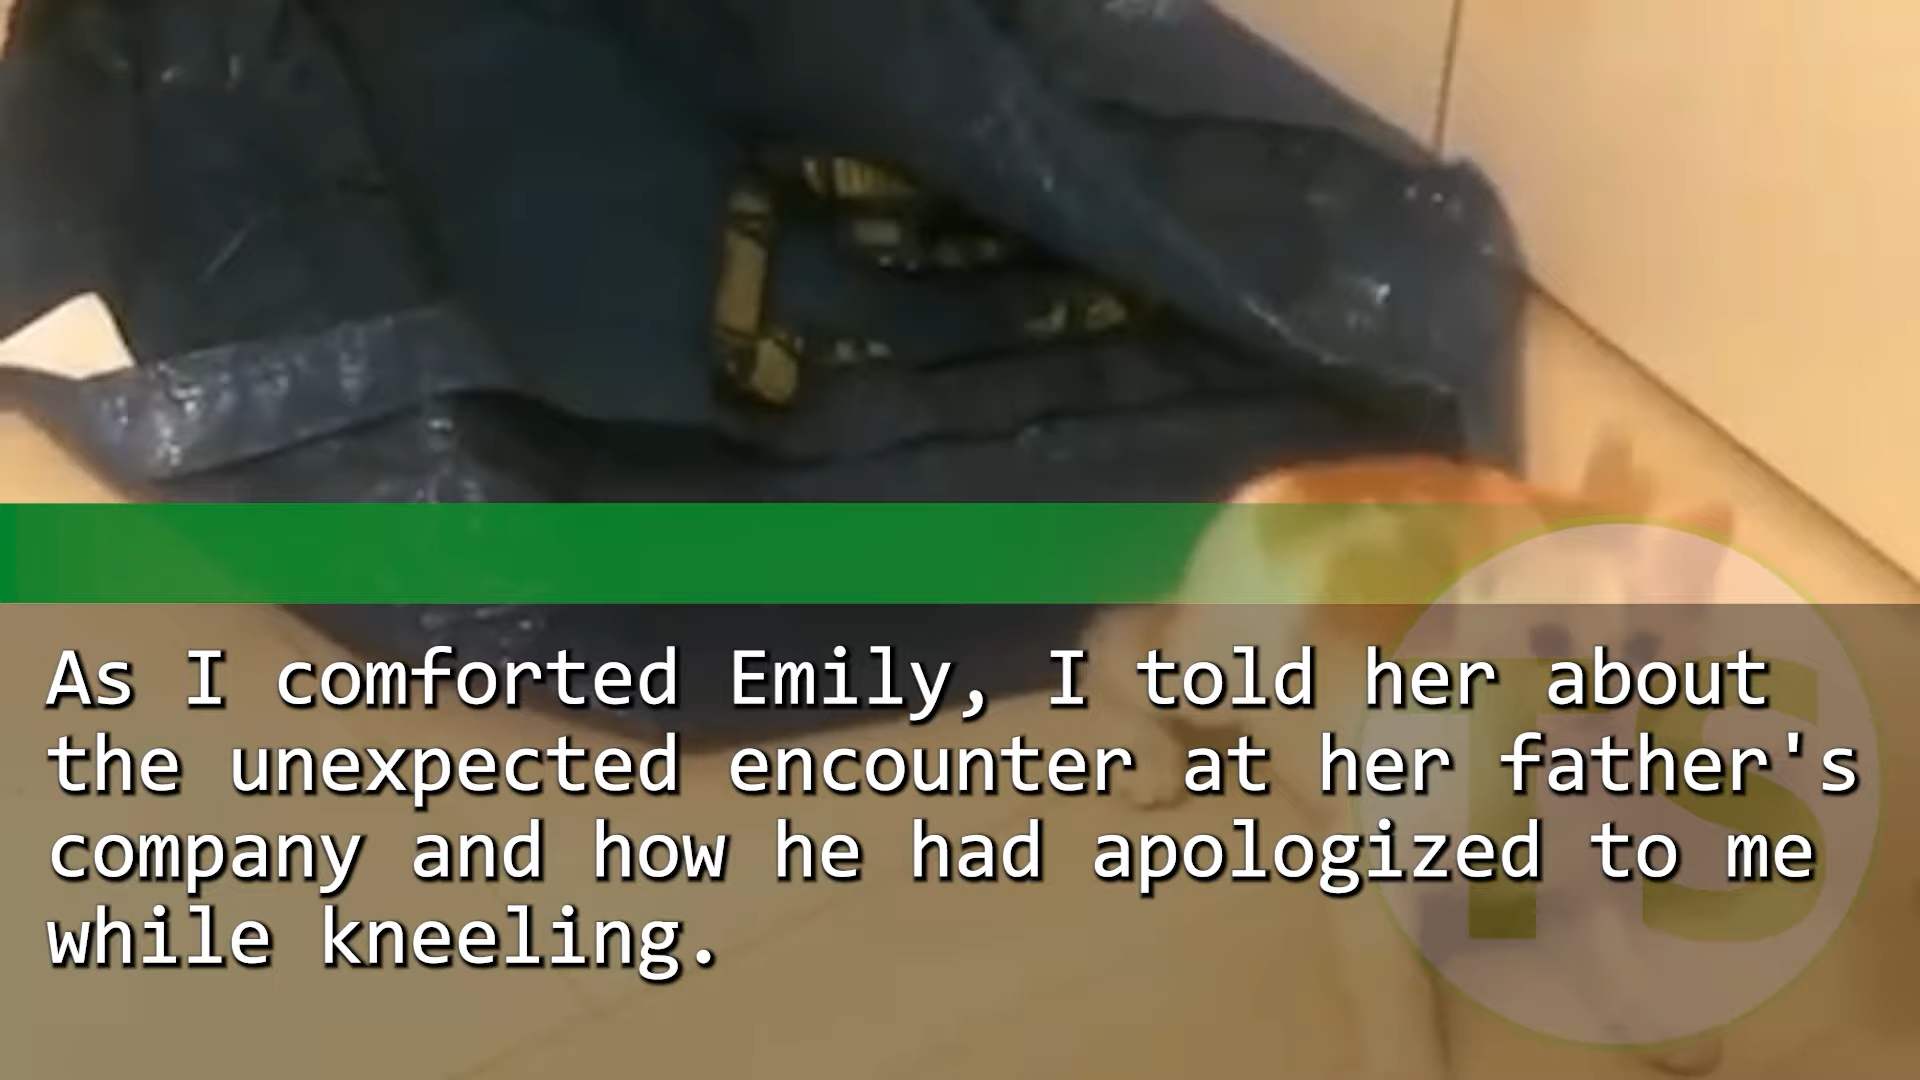 As I comforted Emily, I told her about
the unexpected encounter at her father's
company and how he had apologized to me
while kneeling.
TS